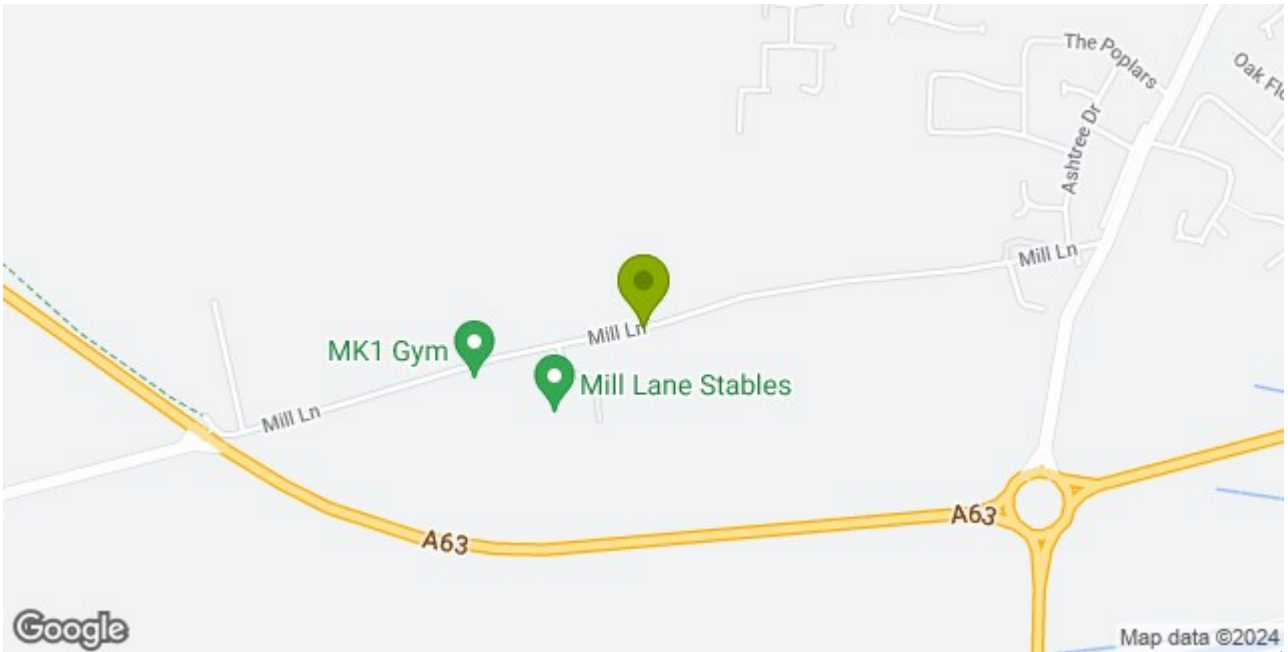 The Poplars
Oak Flo
Ashtree Dr
Mill Ln
Mill Ln
MK1 Gym
Mill Lane Stables
Mill Ln
A63
A63
Google
Map data ©2024